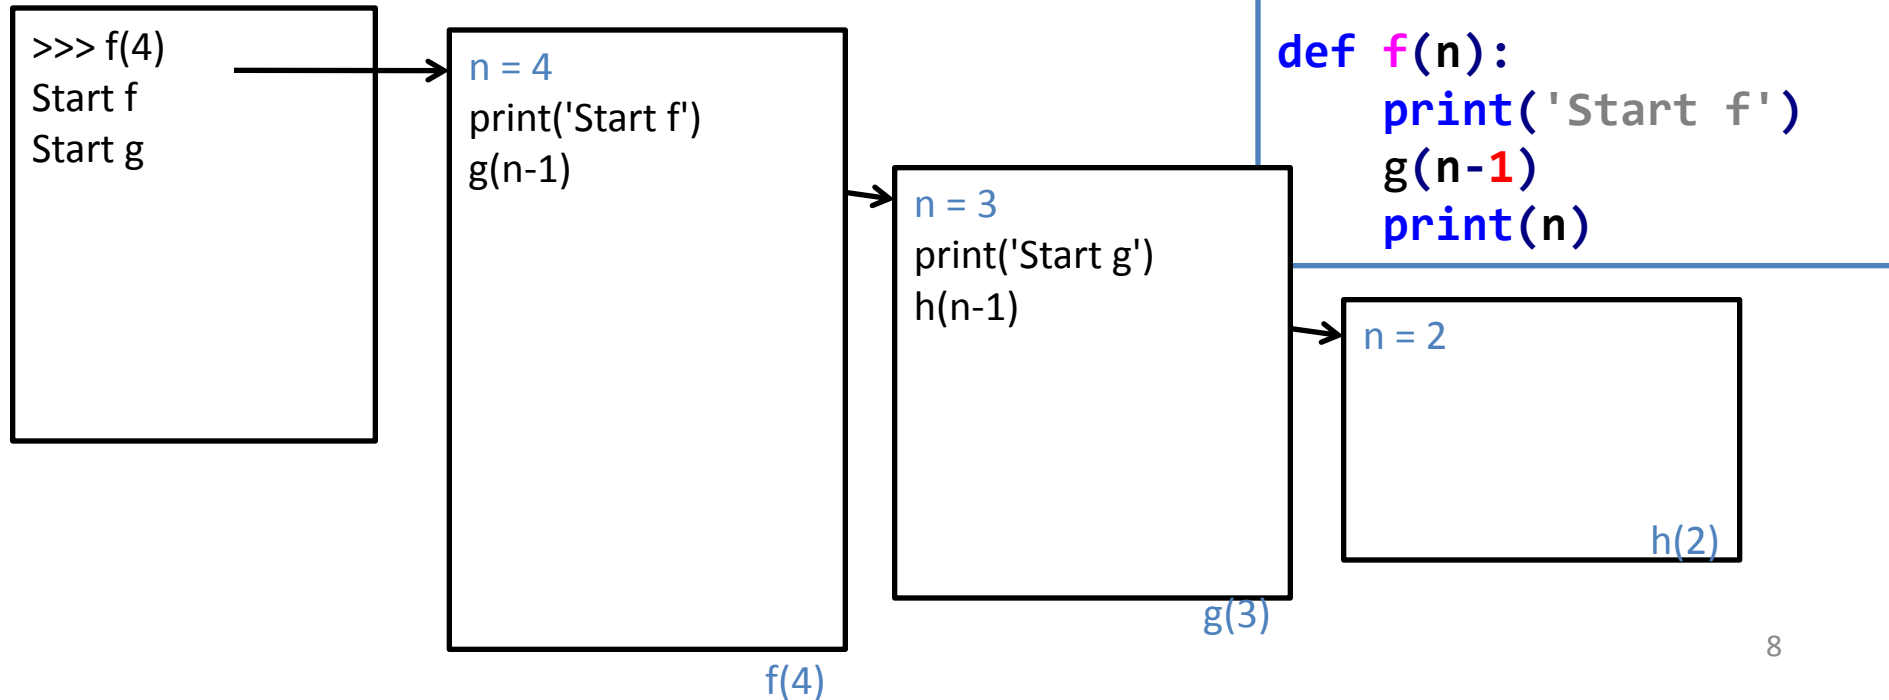 >>> f(4)
Start f
Start g
n = 4
print('Start f')
g(n-1)
f(4)
n = 3
print('Start g')
h(n-1)
g(3)
def f(n):
    print('Start f')
    g(n-1)
    print(n)
n = 2
h(2)
8